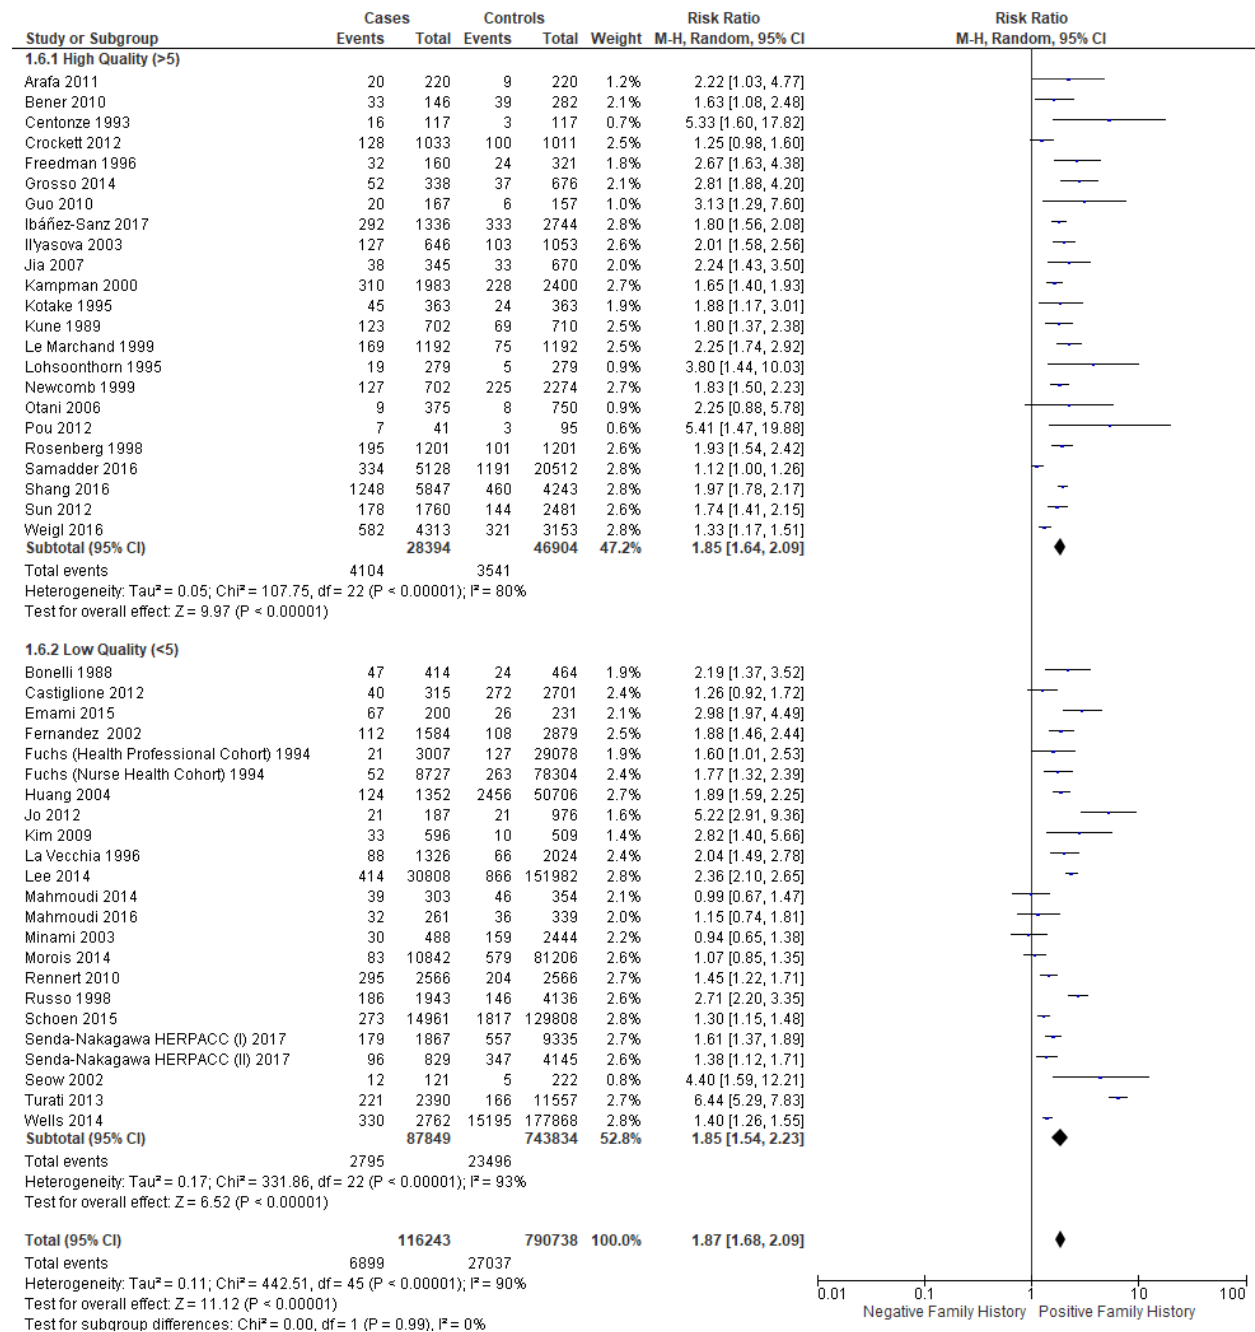 Cases Controls Risk Ratio Risk Ratio
Study or Subgroup Events Total Events Total Weight M-H, Random, 95% CI M-H, Random, 95% CI
1.6.1 High Quality (>5)
Arafa 2011 20 220 9 220 1.2% 2.22 [1.03, 4.77]
Bener 2010 33 146 39 282 2.1% 1.63 [1.08, 2.48]
Centonze 1993 16 117 3 117 0.7% 5.33 [1.60, 17.82]
Crockett 2012 128 1033 100 1011 2.5% 1.25 [0.98, 1.60]
Freedman 1996 32 160 24 321 1.8% 2.67 [1.63, 4.38]
Grosso 2014 52 338 37 676 2.1% 2.81 [1.88, 4.20]
Guo 2010 20 167 6 157 1.0% 3.13 [1.29, 7.60]
Ibáñez-Sanz 2017 292 1336 333 2744 2.8% 1.80 [1.56, 2.08]
Il'yasova 2003 127 646 103 1053 2.6% 2.01 [1.58, 2.56]
Jia 2007 38 345 33 670 2.0% 2.24 [1.43, 3.50]
Kampman 2000 310 1983 228 2400 2.7% 1.65 [1.40, 1.93]
Kotake 1995 45 363 24 363 1.9% 1.88 [1.17, 3.01]
Kune 1989 123 702 69 710 2.5% 1.80 [1.37, 2.38]
Le Marchand 1999 169 1192 75 1192 2.5% 2.25 [1.74, 2.92]
Lohsoonthorn 1995 19 279 5 279 0.9% 3.80 [1.44, 10.03]
Newcomb 1999 127 702 225 2274 2.7% 1.83 [1.50, 2.23]
Otani 2006 9 375 8 750 0.9% 2.25 [0.88, 5.78]
Pou 2012 7 41 3 95 0.6% 5.41 [1.47, 19.88]
Rosenberg 1998 195 1201 101 1201 2.6% 1.93 [1.54, 2.42]
Samadder 2016 334 5128 1191 20512 2.8% 1.12 [1.00, 1.26]
Shang 2016 1248 5847 460 4243 2.8% 1.97 [1.78, 2.17]
Sun 2012 178 1760 144 2481 2.6% 1.74 [1.41, 2.15]
Weigl 2016 582 4313 321 3153 2.8% 1.33 [1.17, 1.51]
Subtotal (95% CI) 28394 46904 47.2% 1.85 [1.64, 2.09]
Total events 4104 3541
Heterogeneity: Tau² = 0.05; Chi² = 107.75, df = 22 (P < 0.00001); I² = 80%
Test for overall effect: Z = 9.97 (P < 0.00001)
1.6.2 Low Quality (<5)
Bonelli 1988 47 414 24 464 1.9% 2.19 [1.37, 3.52]
Castiglione 2012 40 315 272 2701 2.4% 1.26 [0.92, 1.72]
Emami 2015 67 200 26 231 2.1% 2.98 [1.97, 4.49]
Fernandez 2002 112 1584 108 2879 2.5% 1.88 [1.46, 2.44]
Fuchs (Health Professional Cohort) 1994 21 3007 127 29078 1.9% 1.60 [1.01, 2.53]
Fuchs (Nurse Health Cohort) 1994 52 8727 263 78304 2.4% 1.77 [1.32, 2.39]
Huang 2004 124 1352 2456 50706 2.7% 1.89 [1.59, 2.25]
Jo 2012 21 187 21 976 1.6% 5.22 [2.91, 9.36]
Kim 2009 33 596 10 509 1.4% 2.82 [1.40, 5.66]
La Vecchia 1996 88 1326 66 2024 2.4% 2.04 [1.49, 2.78]
Lee 2014 414 30808 866 151982 2.8% 2.36 [2.10, 2.65]
Mahmoudi 2014 39 303 46 354 2.1% 0.99 [0.67, 1.47]
Mahmoudi 2016 32 261 36 339 2.0% 1.15 [0.74, 1.81]
Minami 2003 30 488 159 2444 2.2% 0.94 [0.65, 1.38]
Morois 2014 83 10842 579 81206 2.6% 1.07 [0.85, 1.35]
Rennert 2010 295 2566 204 2566 2.7% 1.45 [1.22, 1.71]
Russo 1998 186 1943 146 4136 2.6% 2.71 [2.20, 3.35]
Schoen 2015 273 14961 1817 129808 2.8% 1.30 [1.15, 1.48]
Senda-Nakagawa HERPACC (I) 2017 179 1867 557 9335 2.7% 1.61 [1.37, 1.89]
Senda-Nakagawa HERPACC (II) 2017 96 829 347 4145 2.6% 1.38 [1.12, 1.71]
Seow 2002 12 121 5 222 0.8% 4.40 [1.59, 12.21]
Turati 2013 221 2390 166 11557 2.7% 6.44 [5.29, 7.83]
Wells 2014 330 2762 15195 177868 2.8% 1.40 [1.26, 1.55]
Subtotal (95% CI) 87849 743834 52.8% 1.85 [1.54, 2.23]
Total events 2795 23496
Heterogeneity: Tau² = 0.17; Chi² = 331.86, df = 22 (P < 0.00001); I² = 93%
Test for overall effect: Z = 6.52 (P < 0.00001)
Total (95% CI) 116243 790738 100.0% 1.87 [1.68, 2.09]
Total events 6899 27037
Heterogeneity: Tau² = 0.11; Chi² = 442.51, df = 45 (P < 0.00001); I² = 90%
Test for overall effect: Z = 11.12 (P < 0.00001)
Test for subgroup differences: Chi² = 0.00, df = 1 (P = 0.99), I² = 0%
0.01 0.1 1 10 100
Negative Family History Positive Family History